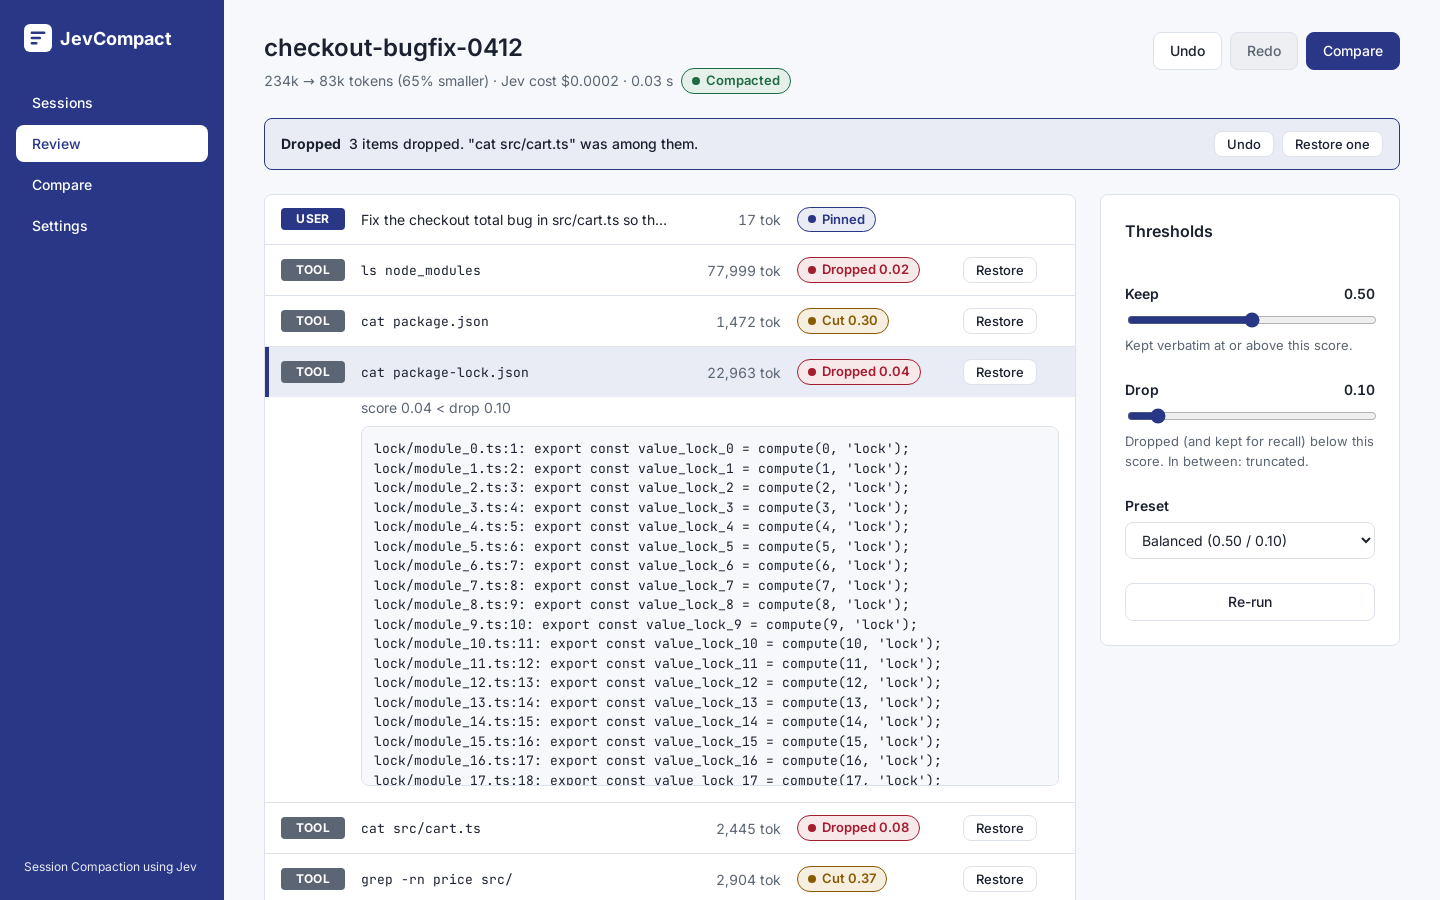 JevCompact
Sessions
Review
Compare
Settings
Session Compaction using Jev
checkout-bugfix-0412
234k → 83k tokens (65% smaller) · Jev cost $0.0002 · 0.03 s Compacted
Undo Redo Compare
Dropped 3 items dropped. "cat src/cart.ts" was among them. Undo Restore one
USER Fix the checkout total bug in src/cart.ts so th... 17 tok Pinned
TOOL ls node_modules 77,999 tok Dropped 0.02 Restore
TOOL cat package.json 1,472 tok Cut 0.30 Restore
TOOL cat package-lock.json 22,963 tok Dropped 0.04 Restore
score 0.04 < drop 0.10
lock/module_0.ts:1: export const value_lock_0 = compute(0, 'lock');
lock/module_1.ts:2: export const value_lock_1 = compute(1, 'lock');
lock/module_2.ts:3: export const value_lock_2 = compute(2, 'lock');
lock/module_3.ts:4: export const value_lock_3 = compute(3, 'lock');
lock/module_4.ts:5: export const value_lock_4 = compute(4, 'lock');
lock/module_5.ts:6: export const value_lock_5 = compute(5, 'lock');
lock/module_6.ts:7: export const value_lock_6 = compute(6, 'lock');
lock/module_7.ts:8: export const value_lock_7 = compute(7, 'lock');
lock/module_8.ts:9: export const value_lock_8 = compute(8, 'lock');
lock/module_9.ts:10: export const value_lock_9 = compute(9, 'lock');
lock/module_10.ts:11: export const value_lock_10 = compute(10, 'lock');
lock/module_11.ts:12: export const value_lock_11 = compute(11, 'lock');
lock/module_12.ts:13: export const value_lock_12 = compute(12, 'lock');
lock/module_13.ts:14: export const value_lock_13 = compute(13, 'lock');
lock/module_14.ts:15: export const value_lock_14 = compute(14, 'lock');
lock/module_15.ts:16: export const value_lock_15 = compute(15, 'lock');
lock/module_16.ts:17: export const value_lock_16 = compute(16, 'lock');
lock/module_17.ts:18: export const value_lock_17 = compute(17, 'lock');
TOOL cat src/cart.ts 2,445 tok Dropped 0.08 Restore
TOOL grep -rn price src/ 2,904 tok Cut 0.37 Restore
Thresholds
Keep 0.50
Kept verbatim at or above this score.
Drop 0.10
Dropped (and kept for recall) below this
score. In between: truncated.
Preset
Balanced (0.50 / 0.10)
Re-run